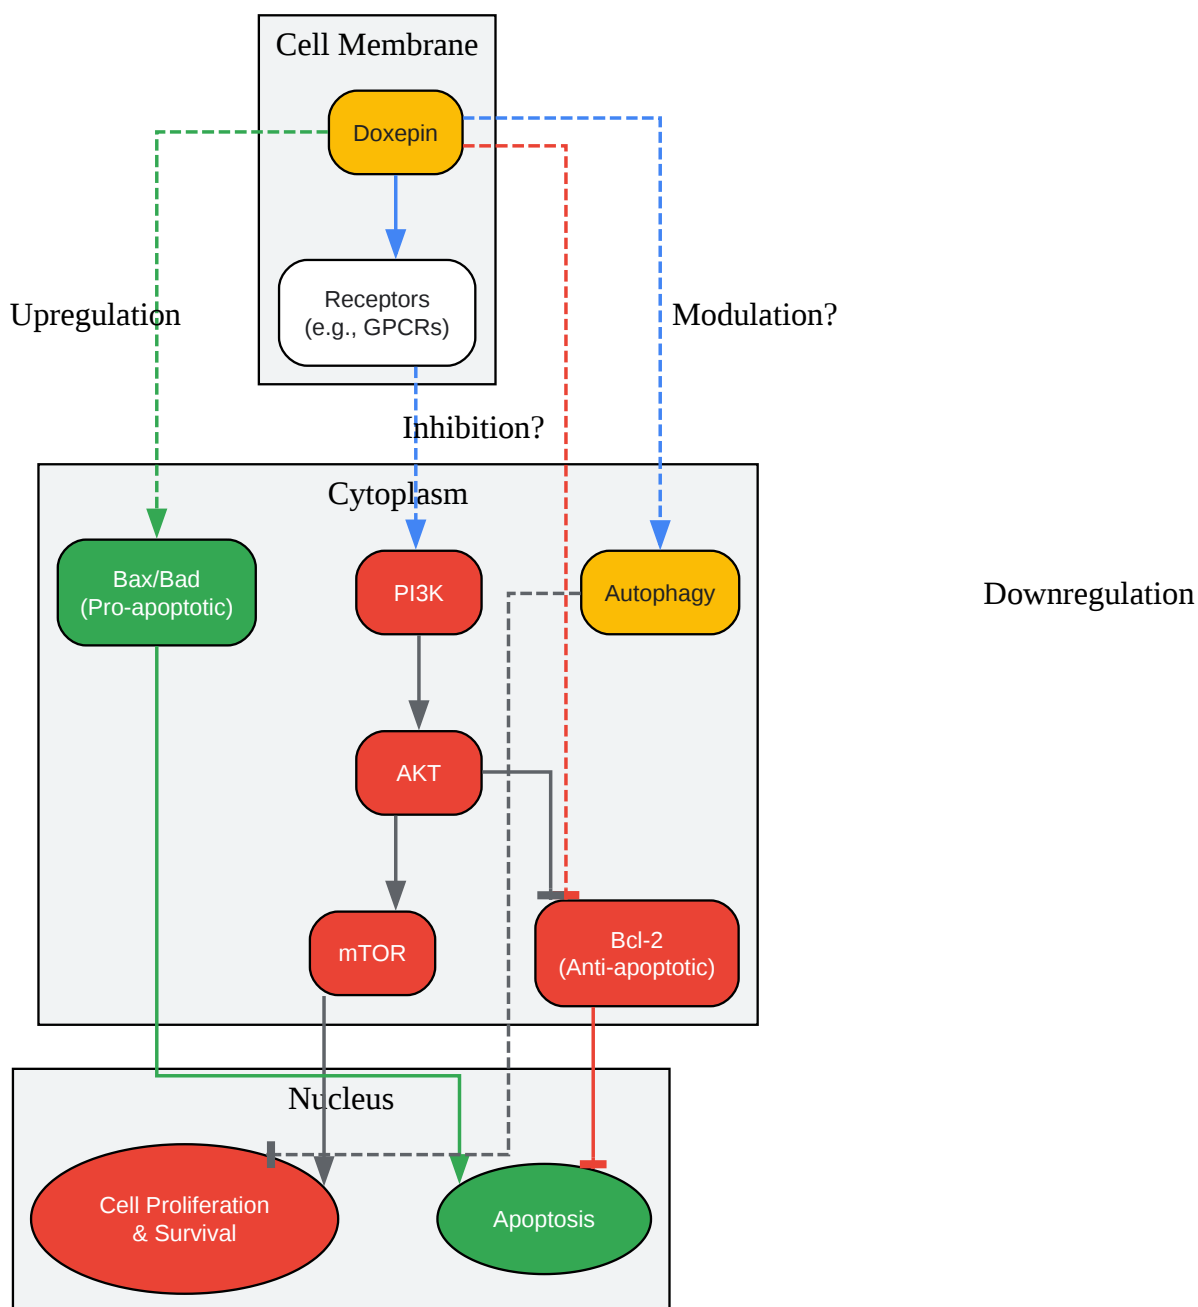 Cell Membrane
Doxepin
Receptors
(e.g., GPCRs)
Upregulation
Modulation?
Inhibition?
Cytoplasm
Bax/Bad
(Pro-apoptotic)
PI3K
Autophagy
Downregulation
AKT
mTOR
Bcl-2
(Anti-apoptotic)
Nucleus
Cell Proliferation
& Survival
Apoptosis